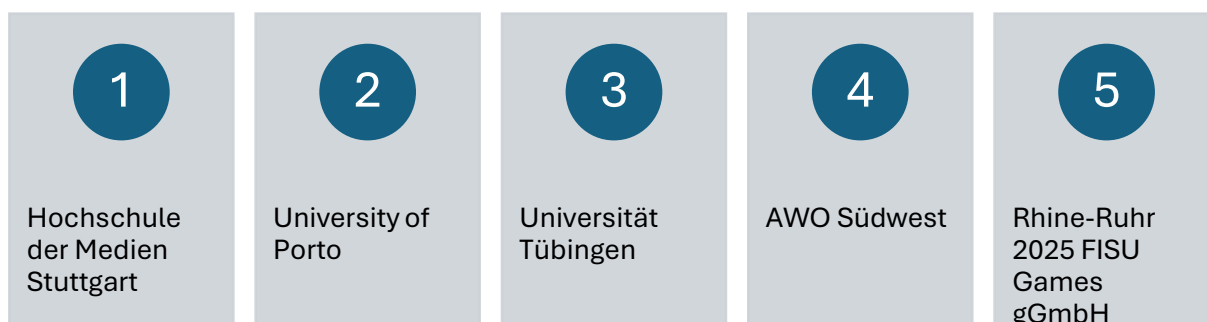 1
Hochschule
der Medien
Stuttgart
2
University of
Porto
3
Universität
Tübingen
4
AWO Südwest
5
Rhine-Ruhr
2025 FISU
Games
gGmbH